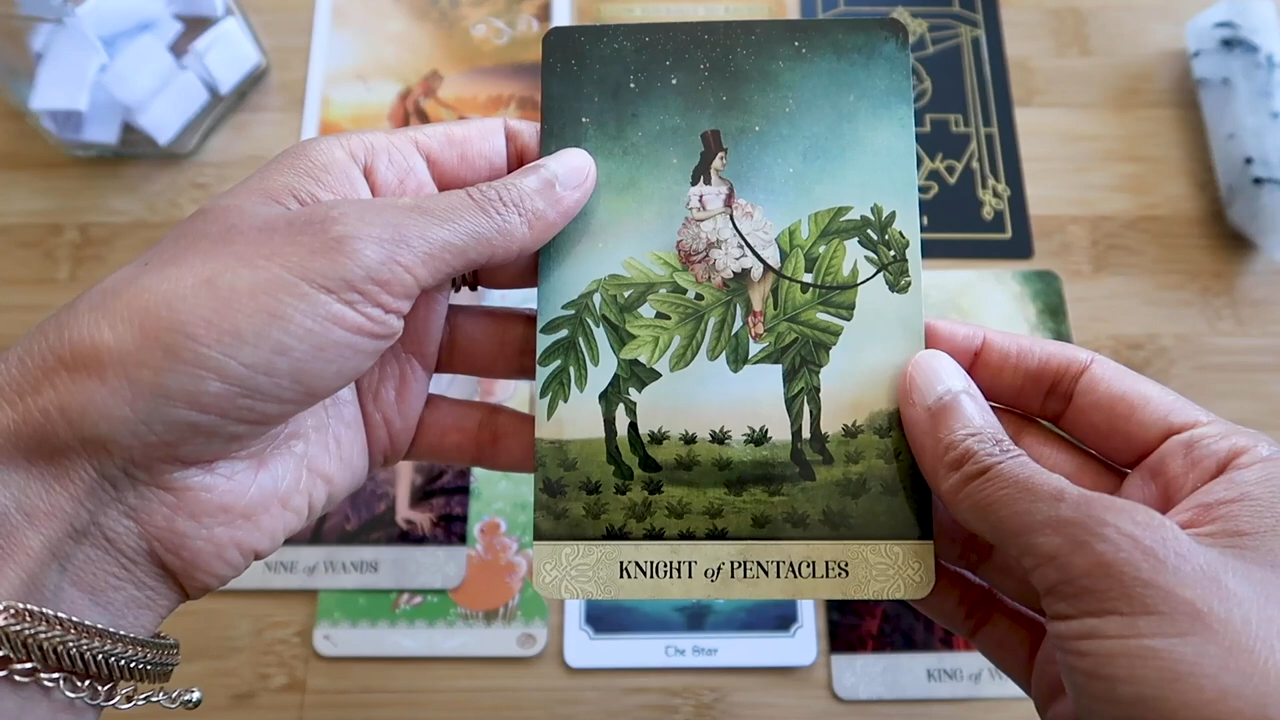 KNIGHT of PENTACLES
NINE of WANDS
The Star
KING of W